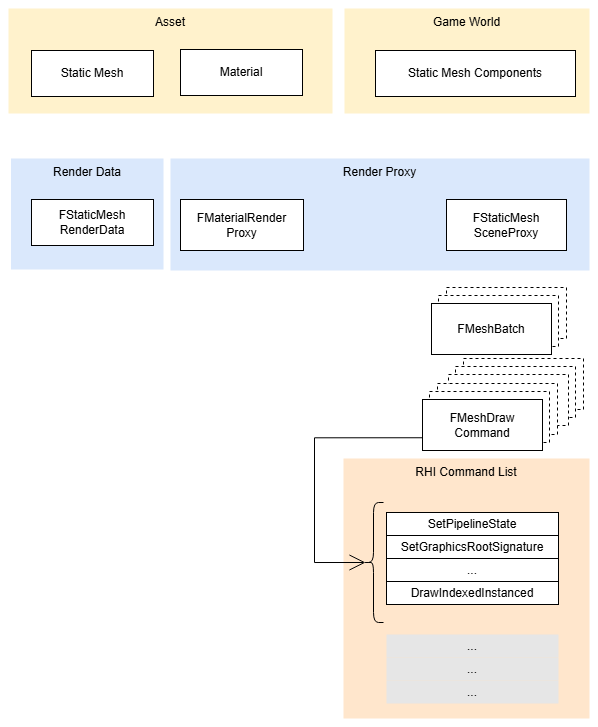 Asset
Game World
Static Mesh
Material
Static Mesh Components
Render Data
Render Proxy
FStaticMesh
RenderData
FMaterialRender
Proxy
FStaticMesh
SceneProxy
FMeshBatch
FMeshDraw
Command
RHI Command List
SetPipelineState
SetGraphicsRootSignature
...
DrawIndexedInstanced
...
...
...